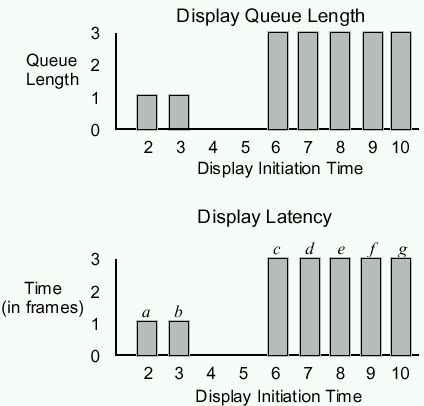 Display Queue Length
Queue
Length
3
2
1
0
2 3 4 5 6 7 8 9 10
Display Initiation Time
Display Latency
Time
(in frames)
3
2
1
0
a b c d e f g
2 3 4 5 6 7 8 9 10
Display Initiation Time